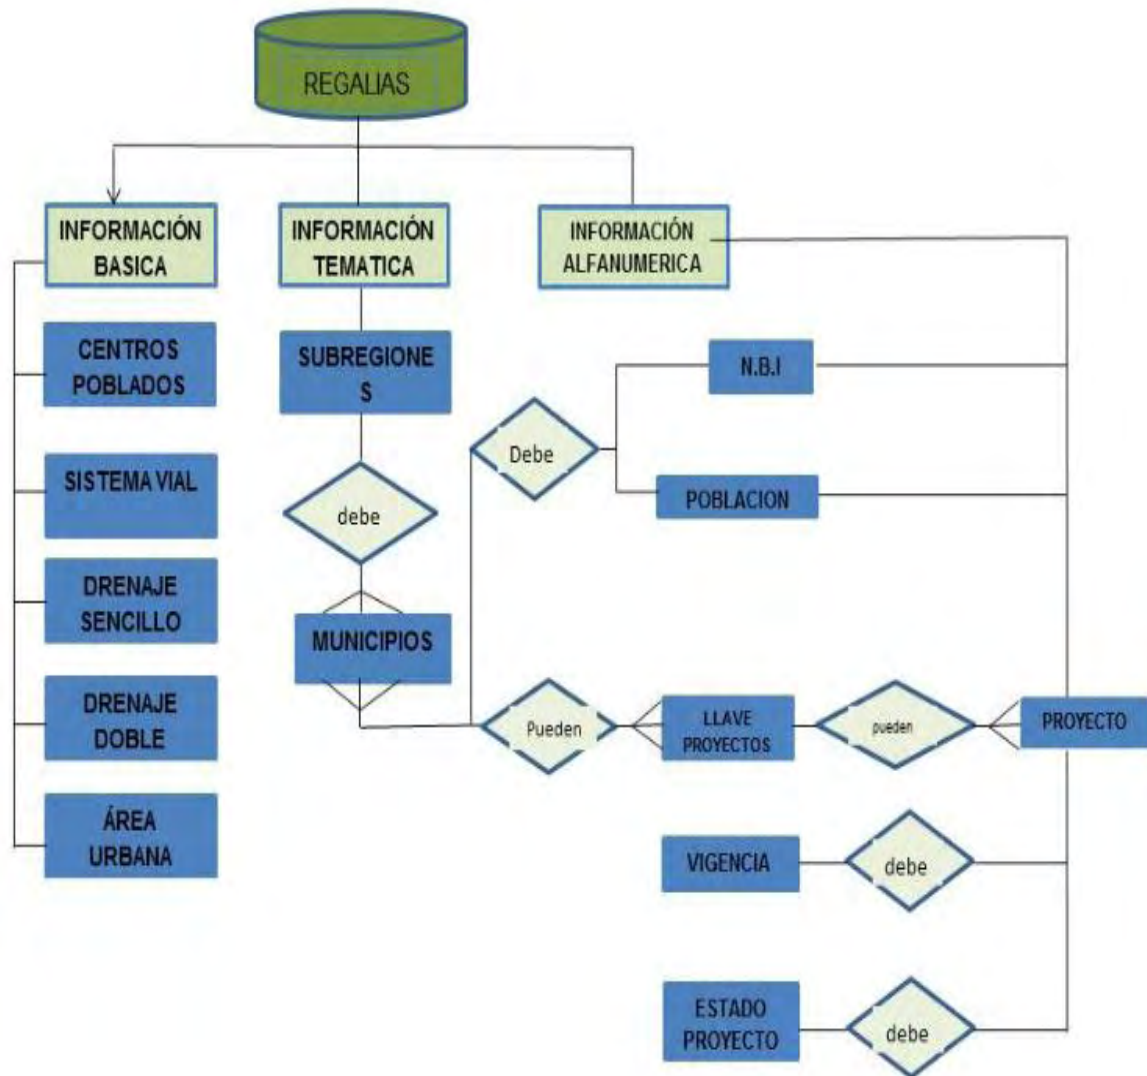 REGALIAS
INFORMACIÓN
BASICA
INFORMACIÓN
TEMATICA
INFORMACIÓN
ALFANUMERICA
CENTROS
POBLADOS
SISTEMA VIAL
DRENAJE
SENCILLO
DRENAJE
DOBLE
ÁREA
URBANA
SUBREGIONE
S
debe
MUNICIPIOS
Debe
N.B.I
POBLACION
Pueden
LLAVE
PROYECTOS
pueden
PROYECTO
VIGENCIA
debe
ESTADO
PROYECTO
debe